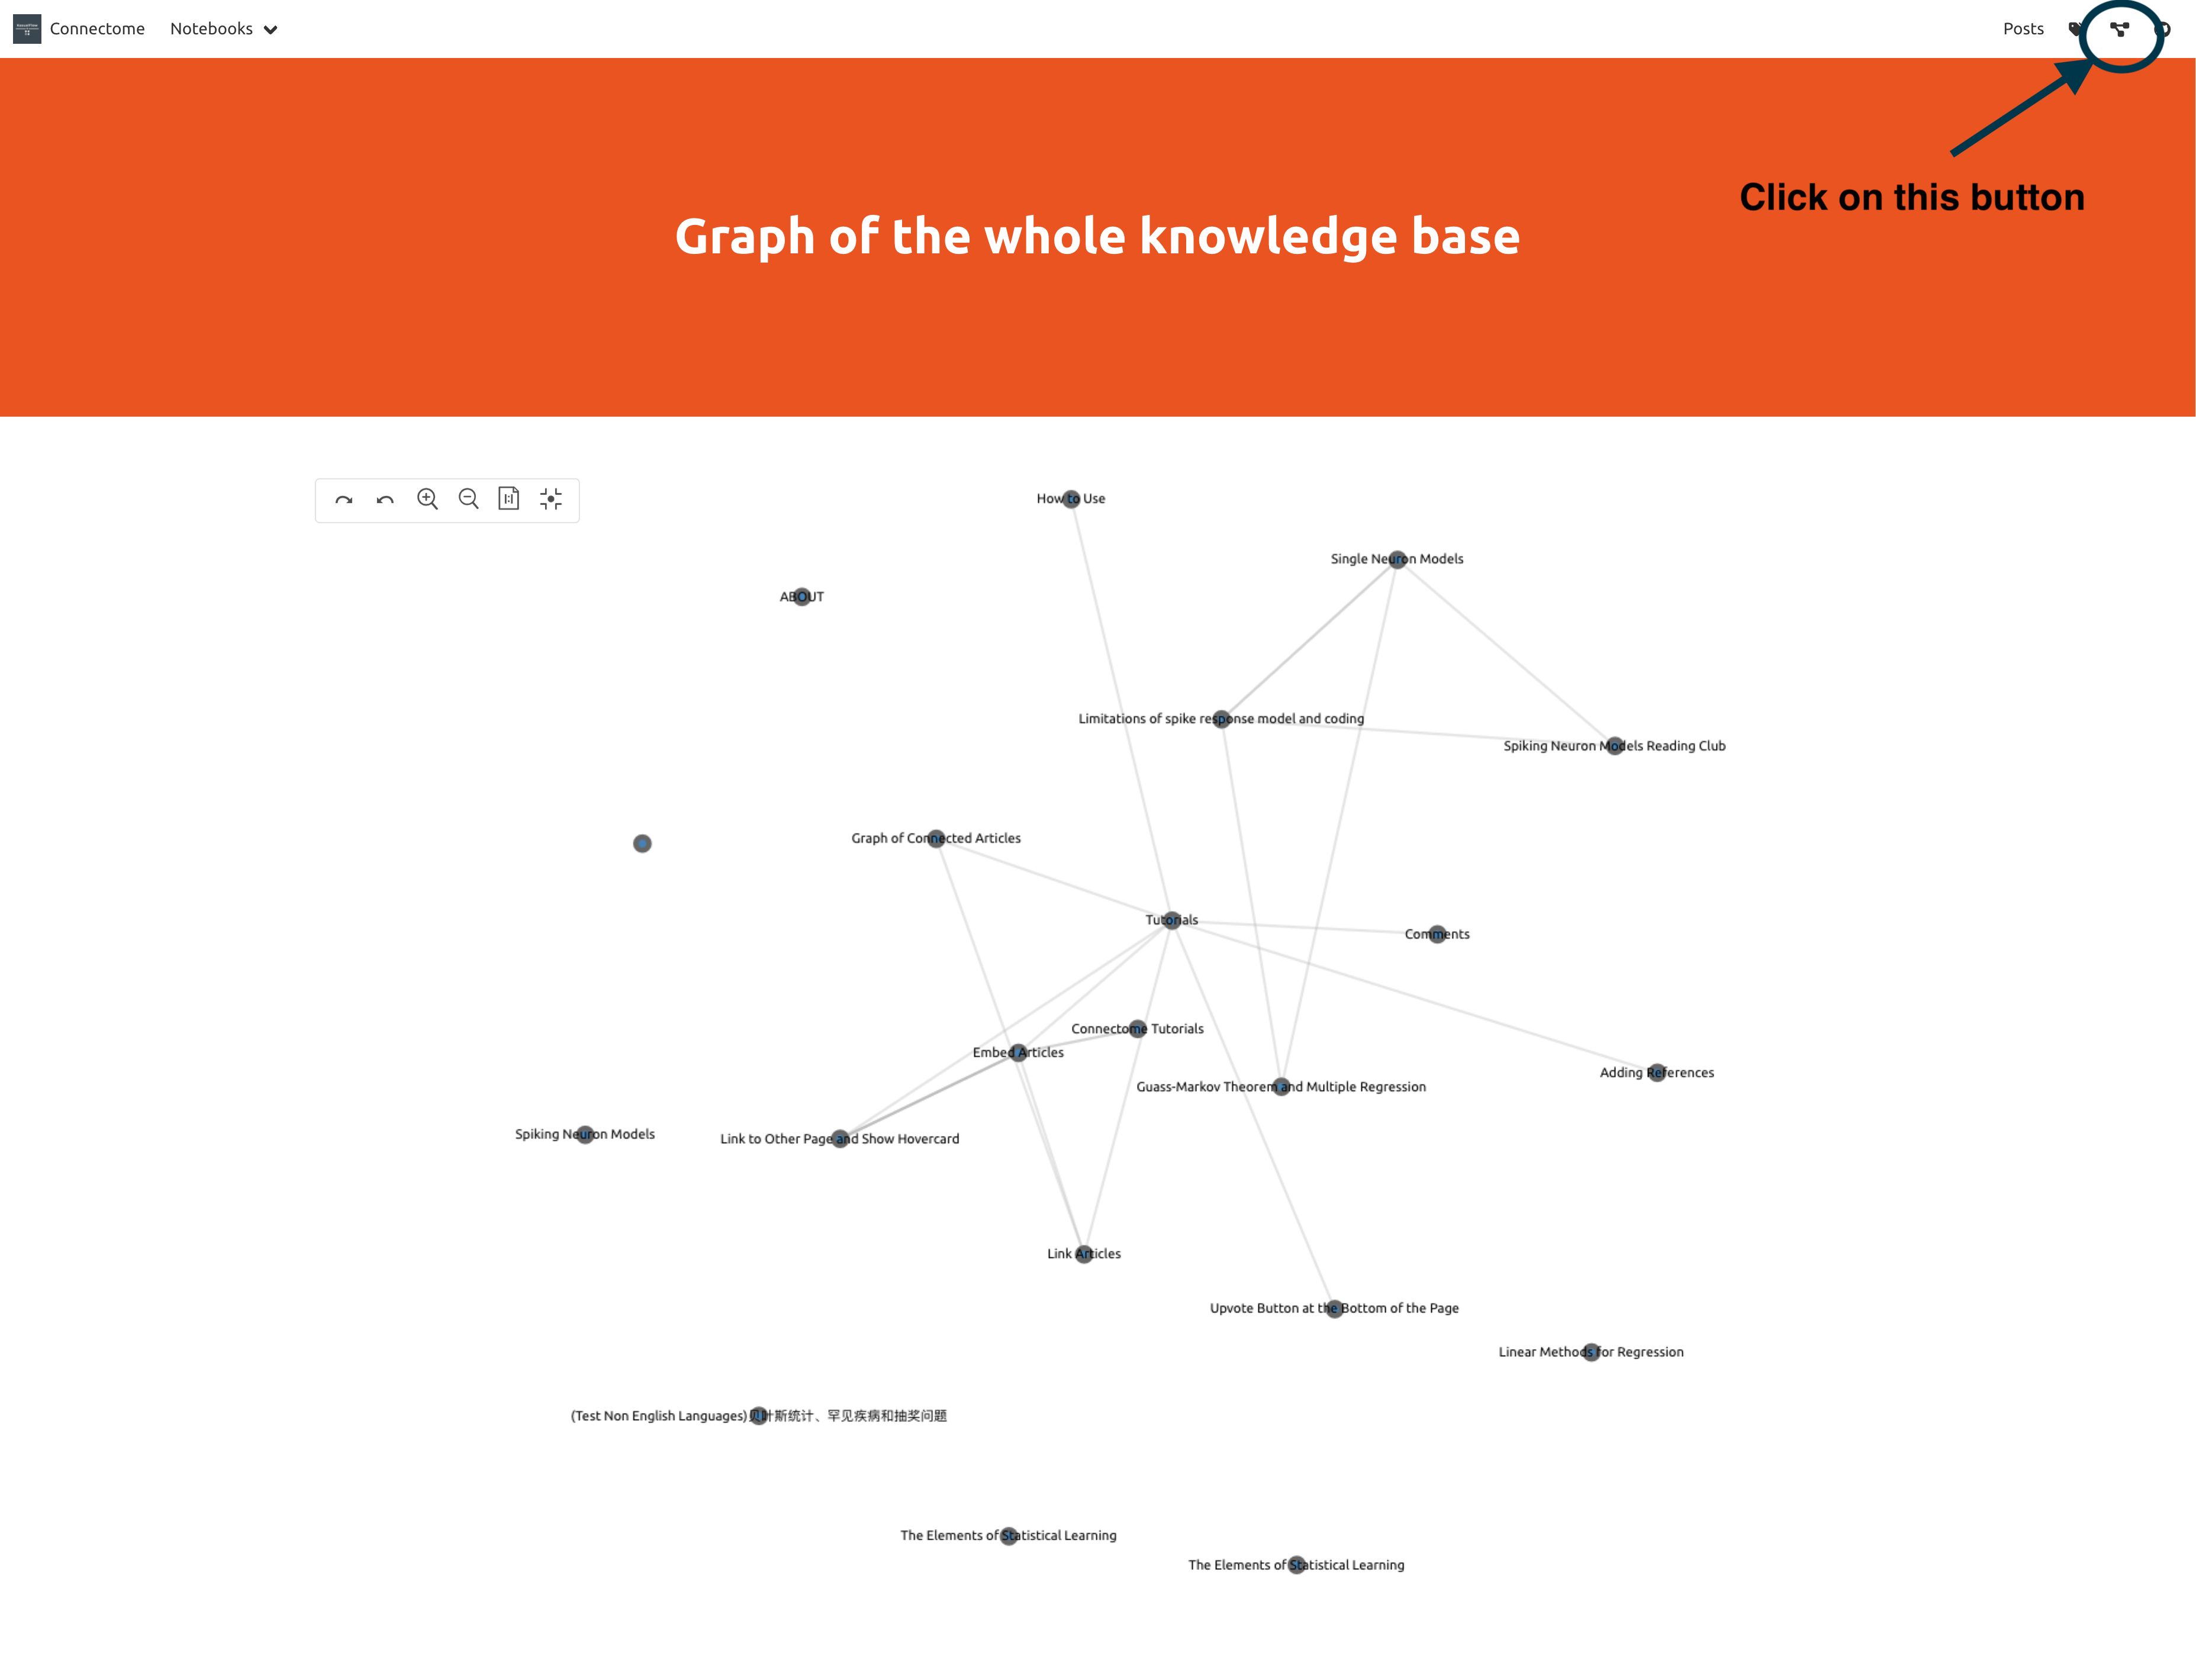 Connectome
Notebooks
Posts
Click on this button
Graph of the whole knowledge base
How to Use
Single Neuron Models
ABOUT
Limitations of spike response model and coding
Spiking Neuron Models Reading Club
Graph of Connected Articles
Tutorials
Comments
Connectome Tutorials
Embed Articles
Adding References
Guass-Markov Theorem and Multiple Regression
Spiking Neuron Models
Link to Other Page and Show Hovercard
Link Articles
Upvote Button at the Bottom of the Page
Linear Methods for Regression
(Test Non English Languages)贝叶斯统计、罕见疾病和抽奖问题
The Elements of Statistical Learning
The Elements of Statistical Learning